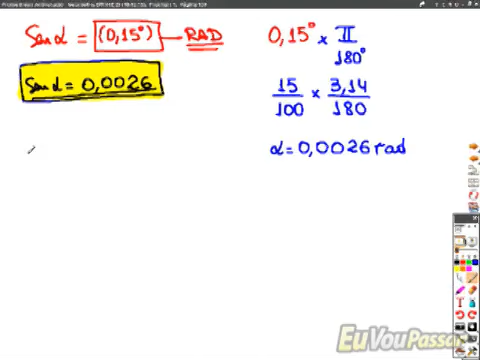 Sen α = (0,15°) — RAD
Sen α = 0,0026
0,15° × π/180°
15/100 × 3,14/180
α = 0,0026 rad
EuVouPassar